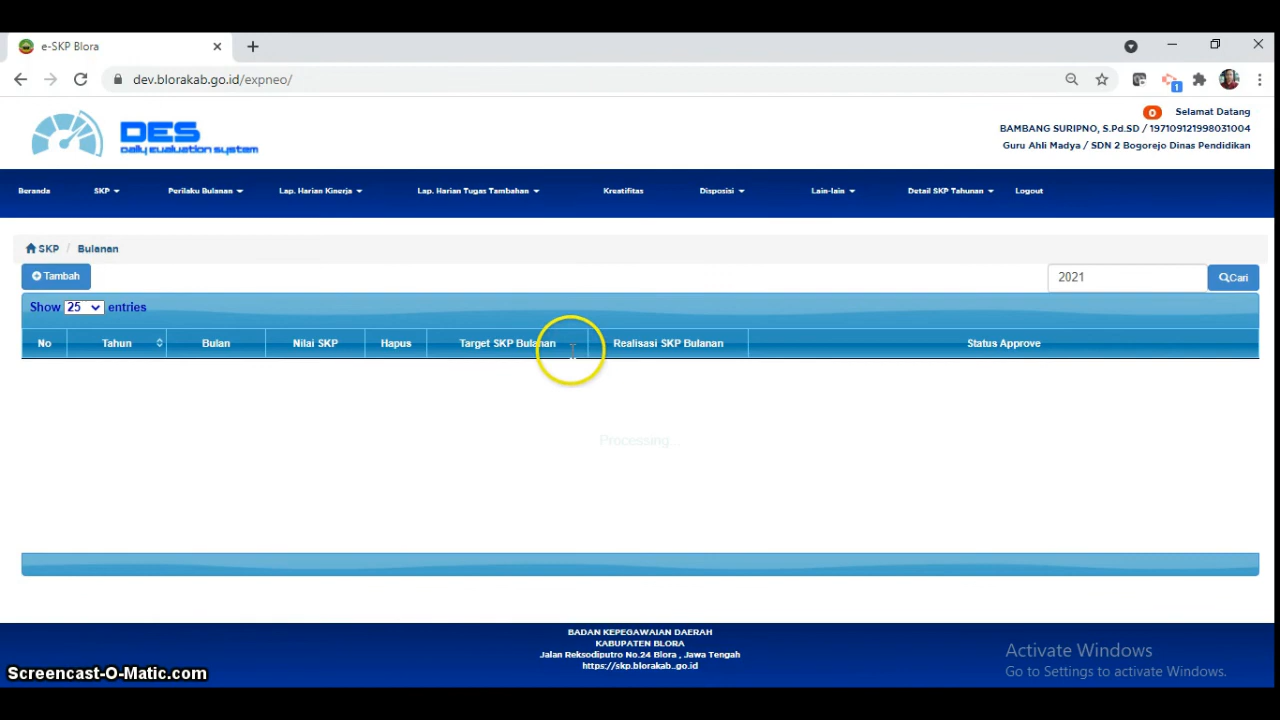 e-SKP Blora
dev.blorakab.go.id/expneo/
1
DES
daily evaluation system
0 Selamat Datang
BAMBANG SURIPNO, S.Pd.SD / 197109121998031004
Guru Ahli Madya / SDN 2 Bogorejo Dinas Pendidikan
Beranda SKP Perilaku Bulanan Lap. Harian Kinerja Lap. Harian Tugas Tambahan Kreatifitas Disposisi Lain-lain Detail SKP Tahunan Logout
SKP / Bulanan
Tambah 2021 Cari
Show 25 entries
No Tahun Bulan Nilai SKP Hapus Target SKP Bulanan Realisasi SKP Bulanan Status Approve
Processing...
BADAN KEPEGAWAIAN DAERAH
KABUPATEN BLORA
Jalan Reksodiputro No.24 Blora , Jawa Tengah
https://skp.blorakab.go.id
Activate Windows
Go to Settings to activate Windows.
Screencast-O-Matic.com